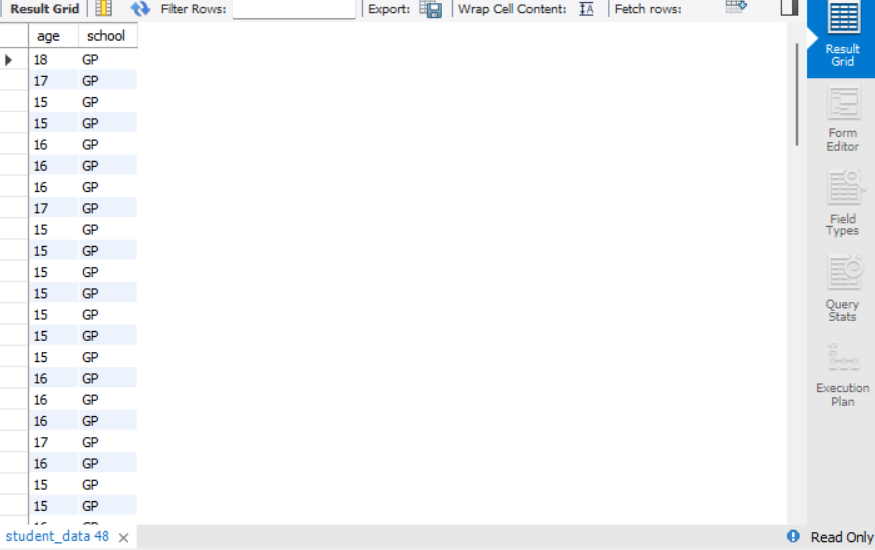 Result Grid Filter Rows: Export: Wrap Cell Content: Fetch rows:
age school
18 GP
17 GP
15 GP
15 GP
16 GP
16 GP
16 GP
17 GP
15 GP
15 GP
15 GP
15 GP
15 GP
15 GP
15 GP
16 GP
16 GP
16 GP
17 GP
16 GP
15 GP
15 GP
student_data 48
Result
Grid
Form
Editor
Field
Types
Query
Stats
Execution
Plan
Read Only